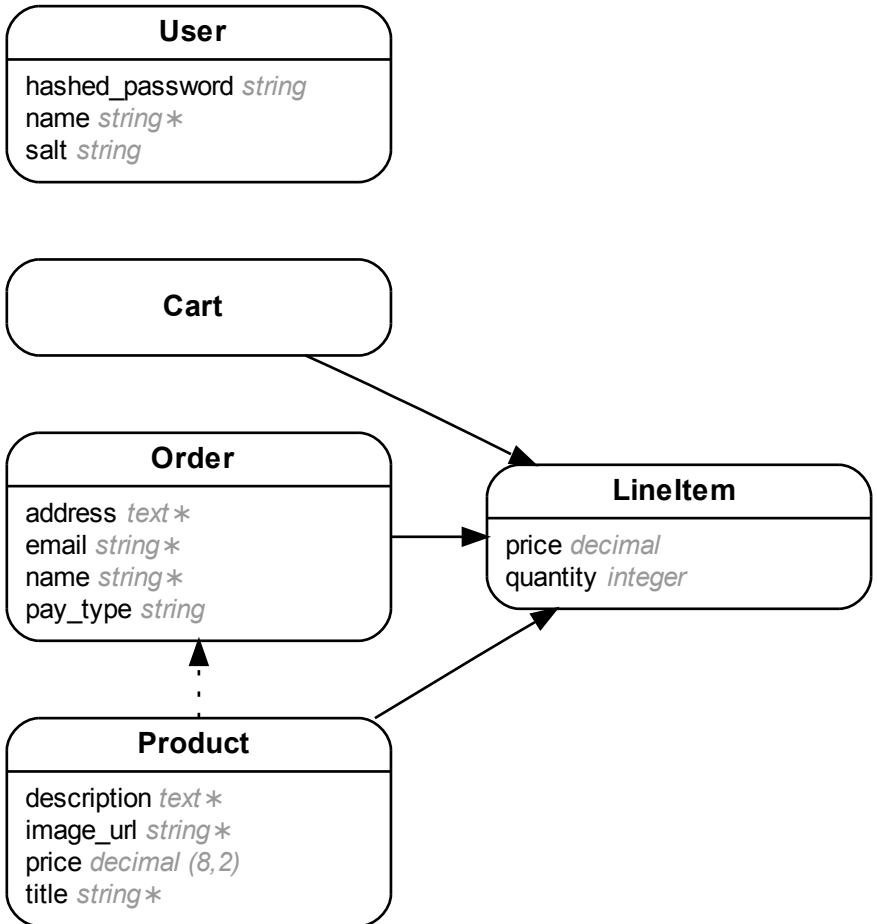 User
hashed_password string
name string∗
salt string
Cart
Order
address text∗
email string∗
name string∗
pay_type string
LineItem
price decimal
quantity integer
Product
description text∗
image_url string∗
price decimal (8,2)
title string∗